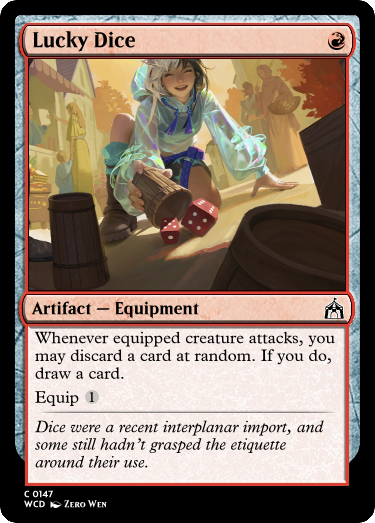 Lucky Dice
Artifact — Equipment
Whenever equipped creature attacks, you
may discard a card at random. If you do,
draw a card.
Equip 1
Dice were a recent interplanar import, and
some still hadn't grasped the etiquette
around their use.
C 0147
WCD Zero Wen